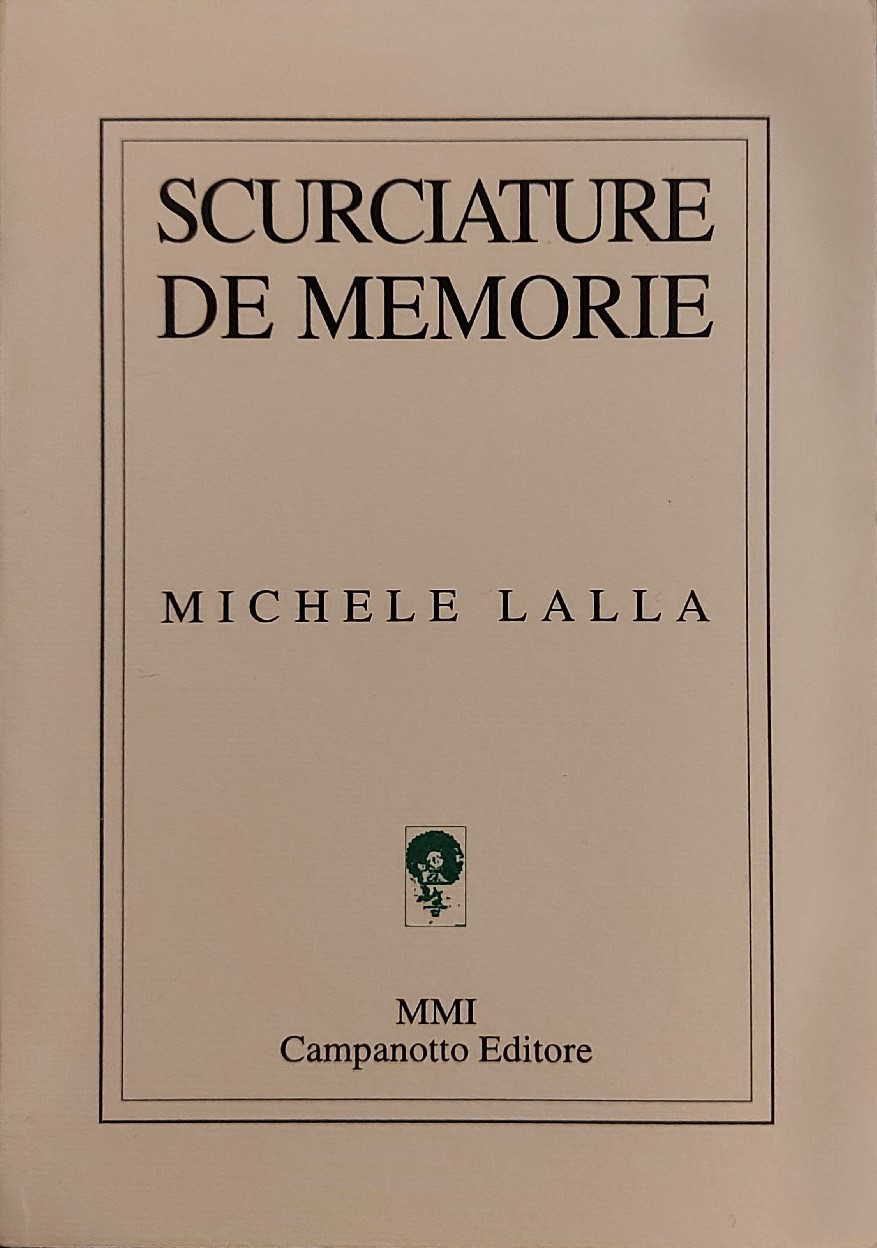 SCURCIATURE
DE MEMORIE
MICHELE LALLA
MMI
Campanotto Editore